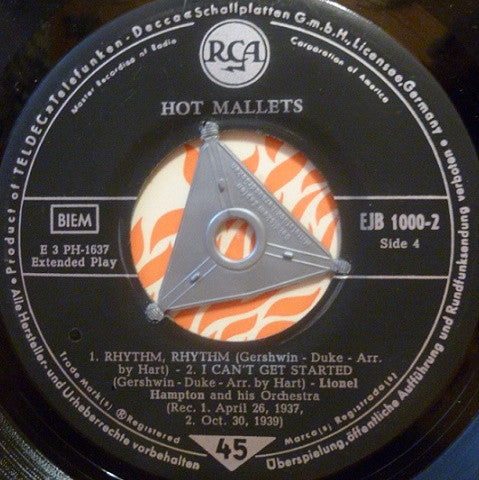 Product of TELDEC »Telefunken - Decca« Schallplatten G.m.b.H., Licensee, Germany
Master Recording of Radio
Corporation of America
RCA
HOT MALLETS
BIEM
E 3 PH-1637
Extended Play
EJB 1000-2
Side 4
1. RHYTHM, RHYTHM (Gershwin - Duke - Arr.
by Hart) - 2. I CAN'T GET STARTED
(Gershwin - Duke - Arr. by Hart) - Lionel
Hampton and his Orchestra
(Rec. 1. April 26, 1937,
2. Oct. 30, 1939)
Trade Mark(s) ®Registered
Marca(s) Registrada(s)
45
Alle Hersteller- und Urheberrechte vorbehalten
Überspielung, öffentliche Aufführung und Rundfunksendung verboten